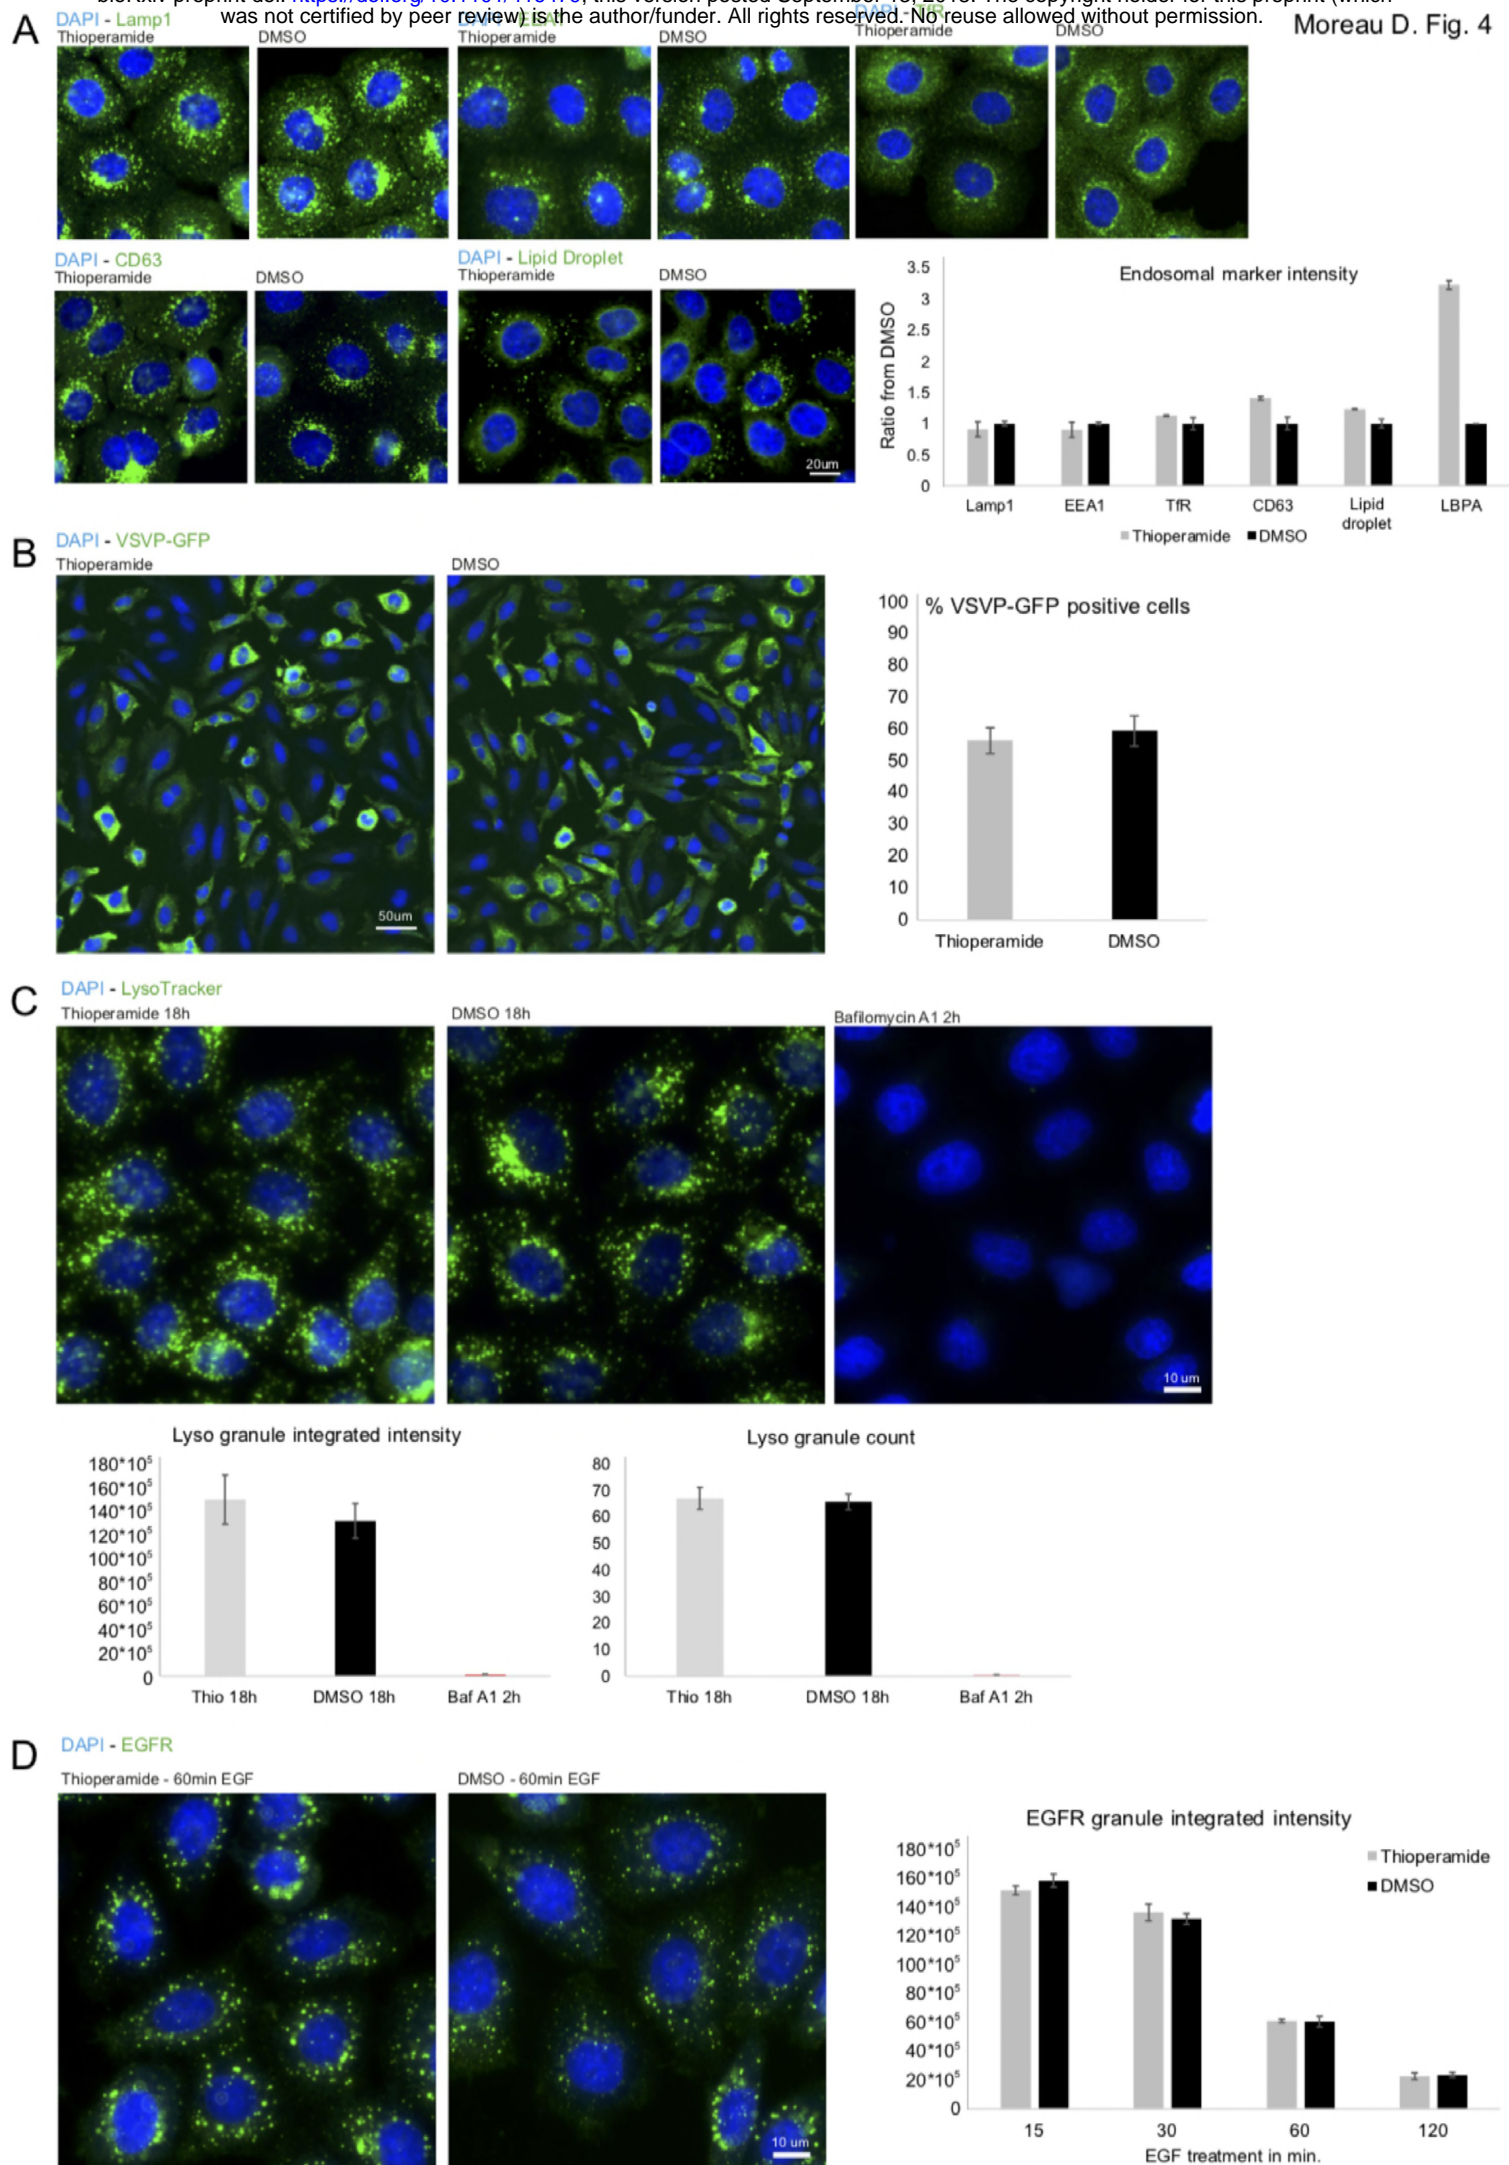 was not certified by peer review) is the author/funder. All rights reserved. No reuse allowed without permission.
Moreau D. Fig. 4
A
DAPI - Lamp1
Thioperamide
DMSO
Thioperamide
DMSO
DAPI - TfR
Thioperamide
DMSO
DAPI - CD63
Thioperamide
DMSO
DAPI - Lipid Droplet
Thioperamide
DMSO
20um
Endosomal marker intensity
Ratio from DMSO
3.5
3
2.5
2
1.5
1
0.5
0
Lamp1
EEA1
TfR
CD63
Lipid
droplet
LBPA
Thioperamide
DMSO
B
DAPI - VSVP-GFP
Thioperamide
DMSO
50um
% VSVP-GFP positive cells
100
90
80
70
60
50
40
30
20
10
0
Thioperamide
DMSO
C
DAPI - LysoTracker
Thioperamide 18h
DMSO 18h
Bafilomycin A1 2h
10 um
Lyso granule integrated intensity
180*10⁵
160*10⁵
140*10⁵
120*10⁵
100*10⁵
80*10⁵
60*10⁵
40*10⁵
20*10⁵
0
Thio 18h
DMSO 18h
Baf A1 2h
Lyso granule count
80
70
60
50
40
30
20
10
0
Thio 18h
DMSO 18h
Baf A1 2h
D
DAPI - EGFR
Thioperamide - 60min EGF
DMSO - 60min EGF
10 um
EGFR granule integrated intensity
Thioperamide
DMSO
180*10⁵
160*10⁵
140*10⁵
120*10⁵
100*10⁵
80*10⁵
60*10⁵
40*10⁵
20*10⁵
0
15
30
60
120
EGF treatment in min.